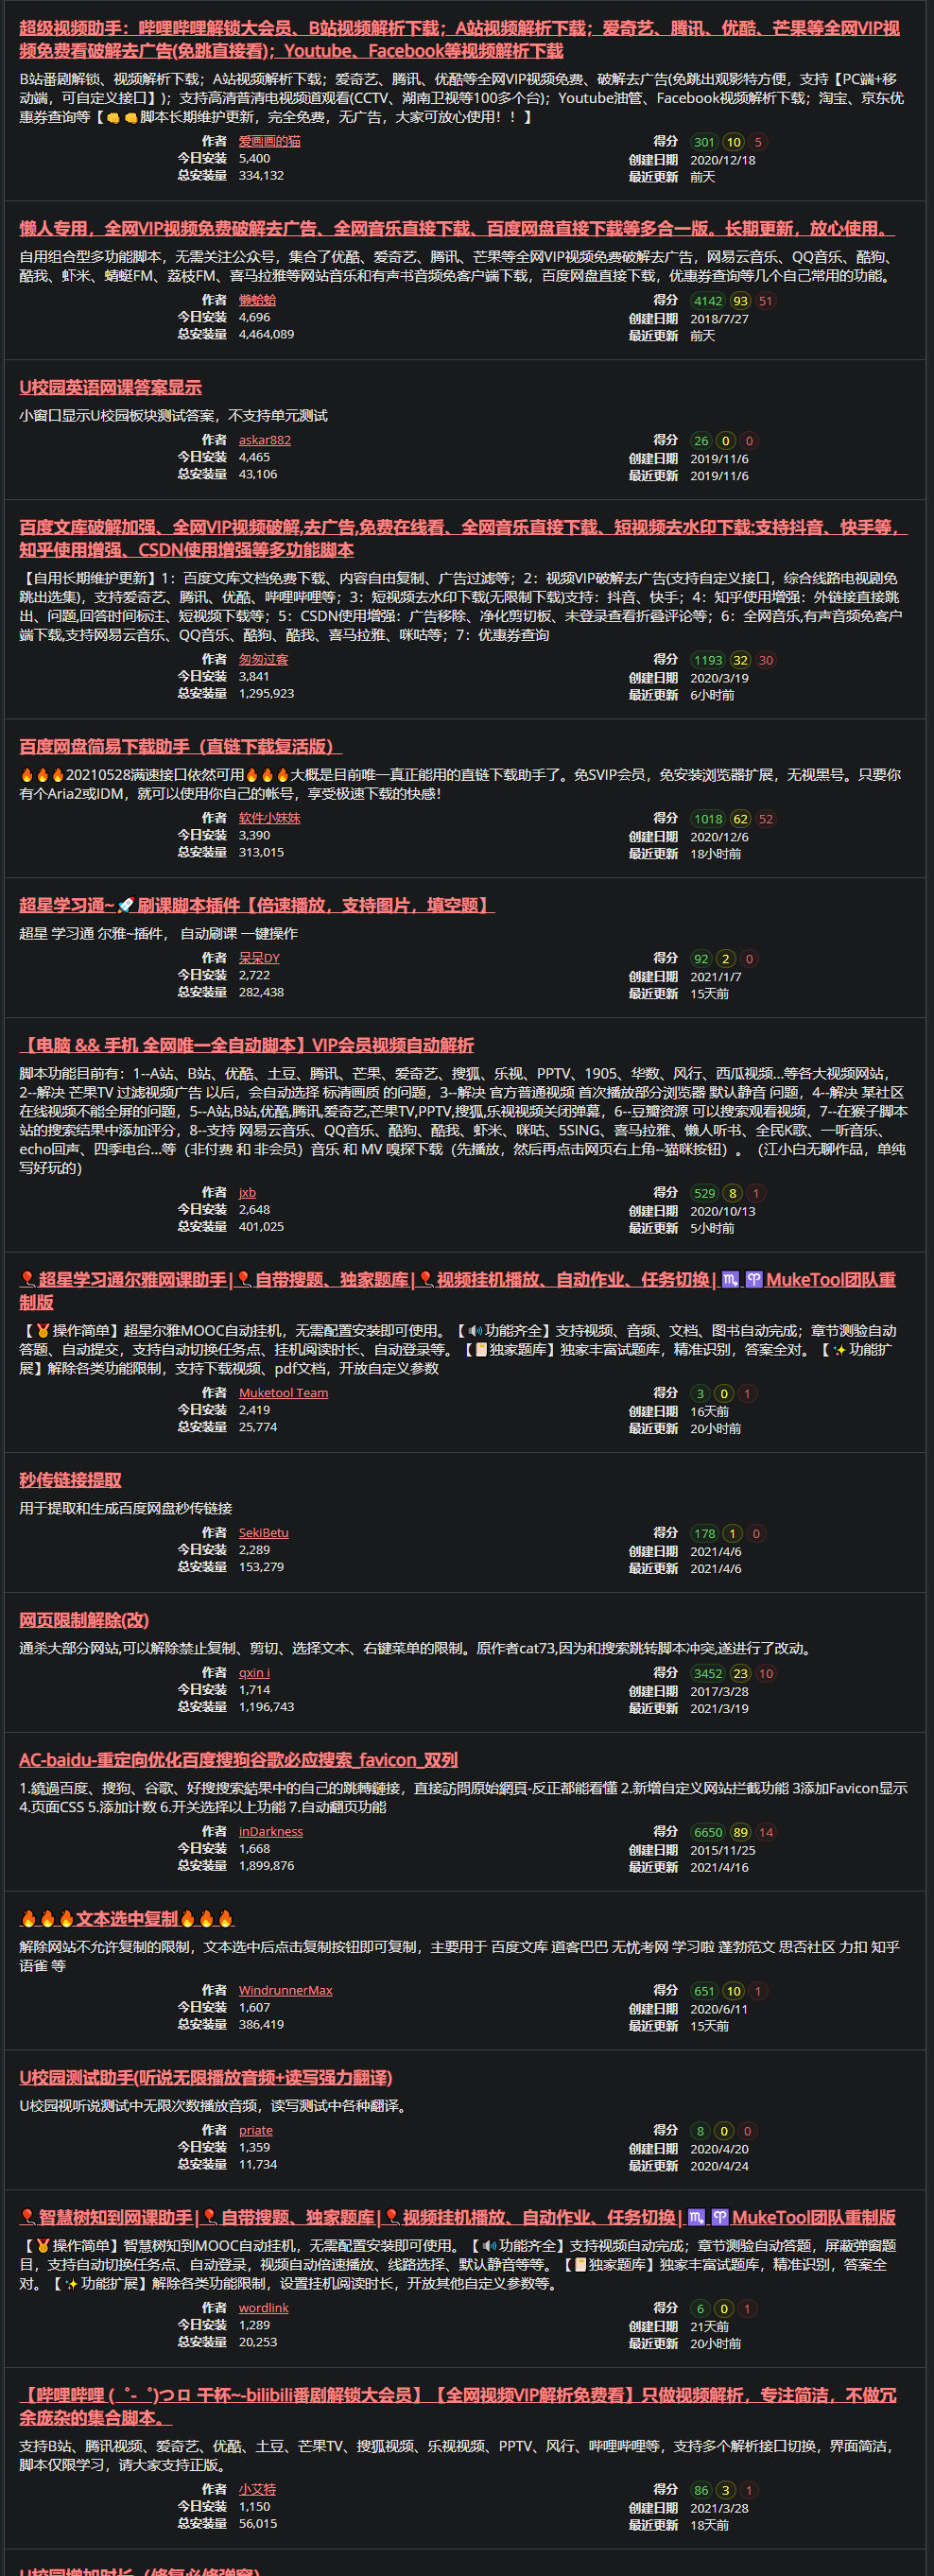 超级视频助手：哔哩哔哩解锁大会员、B站视频解析下载；A站视频解析下载；爱奇艺、腾讯、优酷、芒果等全网VIP视
频免费看破解去广告(免跳直接看)；Youtube、Facebook等视频解析下载
B站番剧解锁、视频解析下载；A站视频解析下载；爱奇艺、腾讯、优酷等全网VIP视频免费、破解去广告(免跳出观影特方便，支持【PC端+移
动端，可自定义接口】)；支持高清普清电视频道观看(CCTV、湖南卫视等100多个台)；Youtube油管、Facebook视频解析下载；淘宝、京东优
惠券查询等【👊👊脚本长期维护更新，完全免费，无广告，大家可放心使用！！】
作者 爱画画的猫 得分 301 10 5
今日安装 5,400 创建日期 2020/12/18
总安装量 334,132 最近更新 前天
懒人专用，全网VIP视频免费破解去广告、全网音乐直接下载、百度网盘直接下载等多合一版。长期更新，放心使用。
自用组合型多功能脚本，无需关注公众号，集合了优酷、爱奇艺、腾讯、芒果等全网VIP视频免费破解去广告，网易云音乐、QQ音乐、酷狗、
酷我、虾米、蜻蜓FM、荔枝FM、喜马拉雅等网站音乐和有声书音频免客户端下载，百度网盘直接下载，优惠券查询等几个自己常用的功能。
作者 懒蛤蛤 得分 4142 93 51
今日安装 4,696 创建日期 2018/7/27
总安装量 4,464,089 最近更新 前天
U校园英语网课答案显示
小窗口显示U校园板块测试答案，不支持单元测试
作者 askar882 得分 26 0 0
今日安装 4,465 创建日期 2019/11/6
总安装量 43,106 最近更新 2019/11/6
百度文库破解加强、全网VIP视频破解,去广告,免费在线看、全网音乐直接下载、短视频去水印下载:支持抖音、快手等，
知乎使用增强、CSDN使用增强等多功能脚本
【自用长期维护更新】1：百度文库文档免费下载、内容自由复制、广告过滤等；2：视频VIP破解去广告(支持自定义接口，综合线路电视剧免
跳出选集)，支持爱奇艺、腾讯、优酷、哔哩哔哩等；3：短视频去水印下载(无限制下载)支持：抖音、快手；4：知乎使用增强：外链接直接跳
出、问题,回答时间标注、短视频下载等；5：CSDN使用增强：广告移除、净化剪切板、未登录查看折叠评论等；6：全网音乐,有声音频免客户
端下载,支持网易云音乐、QQ音乐、酷狗、酷我、喜马拉雅、咪咕等；7：优惠券查询
作者 匆匆过客 得分 1193 32 30
今日安装 3,841 创建日期 2020/3/19
总安装量 1,295,923 最近更新 6小时前
百度网盘简易下载助手（直链下载复活版）
🔥🔥🔥20210528满速接口依然可用🔥🔥🔥大概是目前唯一真正能用的直链下载助手了。免SVIP会员，免安装浏览器扩展，无视黑号。只要你
有个Aria2或IDM，就可以使用你自己的帐号，享受极速下载的快感！
作者 软件小妹妹 得分 1018 62 52
今日安装 3,390 创建日期 2020/12/6
总安装量 313,015 最近更新 18小时前
超星学习通~🚀刷课脚本插件【倍速播放，支持图片，填空题】
超星 学习通 尔雅~插件， 自动刷课 一键操作
作者 呆呆DY 得分 92 2 0
今日安装 2,722 创建日期 2021/1/7
总安装量 282,438 最近更新 15天前
【电脑 && 手机 全网唯一全自动脚本】VIP会员视频自动解析
脚本功能目前有：1--A站、B站、优酷、土豆、腾讯、芒果、爱奇艺、搜狐、乐视、PPTV、1905、华数、风行、西瓜视频...等各大视频网站，
2--解决 芒果TV 过滤视频广告 以后，会自动选择 标清画质 的问题，3--解决 官方普通视频 首次播放部分浏览器 默认静音 问题，4--解决 某社区
在线视频不能全屏的问题，5--A站,B站,优酷,腾讯,爱奇艺,芒果TV,PPTV,搜狐,乐视视频关闭弹幕，6--豆瓣资源 可以搜索观看视频，7--在猴子脚本
站的搜索结果中添加评分，8--支持 网易云音乐、QQ音乐、酷狗、酷我、虾米、咪咕、5SING、喜马拉雅、懒人听书、全民K歌、一听音乐、
echo回声、四季电台...等（非付费 和 非会员）音乐 和 MV 嗅探下载（先播放，然后再点击网页右上角--猫咪按钮）。（江小白无聊作品，单纯
写好玩的）
作者 jxb 得分 529 8 1
今日安装 2,648 创建日期 2020/10/13
总安装量 401,025 最近更新 5小时前
🎈超星学习通尔雅网课助手|🎈自带搜题、独家题库|🎈视频挂机播放、自动作业、任务切换|♏♈MukeTool团队重
制版
【🏅操作简单】超星尔雅MOOC自动挂机，无需配置安装即可使用。【🔊功能齐全】支持视频、音频、文档、图书自动完成；章节测验自动
答题、自动提交，支持自动切换任务点、挂机阅读时长、自动登录等。【📜独家题库】独家丰富试题库，精准识别，答案全对。【✨功能扩
展】解除各类功能限制，支持下载视频、pdf文档，开放自定义参数
作者 Muketool Team 得分 3 0 1
今日安装 2,419 创建日期 16天前
总安装量 25,774 最近更新 20小时前
秒传链接提取
用于提取和生成百度网盘秒传链接
作者 SekiBetu 得分 178 1 0
今日安装 2,289 创建日期 2021/4/6
总安装量 153,279 最近更新 2021/4/6
网页限制解除(改)
通杀大部分网站,可以解除禁止复制、剪切、选择文本、右键菜单的限制。原作者cat73,因为和搜索跳转脚本冲突,遂进行了改动。
作者 qxin i 得分 3452 23 10
今日安装 1,714 创建日期 2017/3/28
总安装量 1,196,743 最近更新 2021/3/19
AC-baidu-重定向优化百度搜狗谷歌必应搜索_favicon_双列
1.繞過百度、搜狗、谷歌、好搜搜索結果中的自己的跳轉鏈接，直接訪問原始網頁-反正都能看懂 2.新增自定义网站拦截功能 3添加Favicon显示
4.页面CSS 5.添加计数 6.开关选择以上功能 7.自动翻页功能
作者 inDarkness 得分 6650 89 14
今日安装 1,668 创建日期 2015/11/25
总安装量 1,899,876 最近更新 2021/4/16
🔥🔥🔥文本选中复制🔥🔥🔥
解除网站不允许复制的限制，文本选中后点击复制按钮即可复制，主要用于 百度文库 道客巴巴 无忧考网 学习啦 蓬勃范文 思否社区 力扣 知乎
语雀 等
作者 WindrunnerMax 得分 651 10 1
今日安装 1,607 创建日期 2020/6/11
总安装量 386,419 最近更新 15天前
U校园测试助手(听说无限播放音频+读写强力翻译)
U校园视听说测试中无限次数播放音频，读写测试中各种翻译。
作者 priate 得分 8 0 0
今日安装 1,359 创建日期 2020/4/20
总安装量 11,734 最近更新 2020/4/24
🎈智慧树知到网课助手|🎈自带搜题、独家题库|🎈视频挂机播放、自动作业、任务切换|♏♈MukeTool团队重制版
【🏅操作简单】智慧树知到MOOC自动挂机，无需配置安装即可使用。【🔊功能齐全】支持视频自动完成；章节测验自动答题，屏蔽弹窗题
目，支持自动切换任务点、自动登录，视频自动倍速播放、线路选择、默认静音等等。【📜独家题库】独家丰富试题库，精准识别，答案全
对。【✨功能扩展】解除各类功能限制，设置挂机阅读时长，开放其他自定义参数等。
作者 wordlink 得分 6 0 1
今日安装 1,289 创建日期 21天前
总安装量 20,253 最近更新 20小时前
【哔哩哔哩 (゜-゜)つロ 干杯~-bilibili番剧解锁大会员】【全网视频VIP解析免费看】只做视频解析，专注简洁，不做冗
余庞杂的集合脚本。
支持B站、腾讯视频、爱奇艺、优酷、土豆、芒果TV、搜狐视频、乐视视频、PPTV、风行、哔哩哔哩等，支持多个解析接口切换，界面简洁，
脚本仅限学习，请大家支持正版。
作者 小艾特 得分 86 3 1
今日安装 1,150 创建日期 2021/3/28
总安装量 56,015 最近更新 18天前
U校园增加时长（修复必修弹窗）